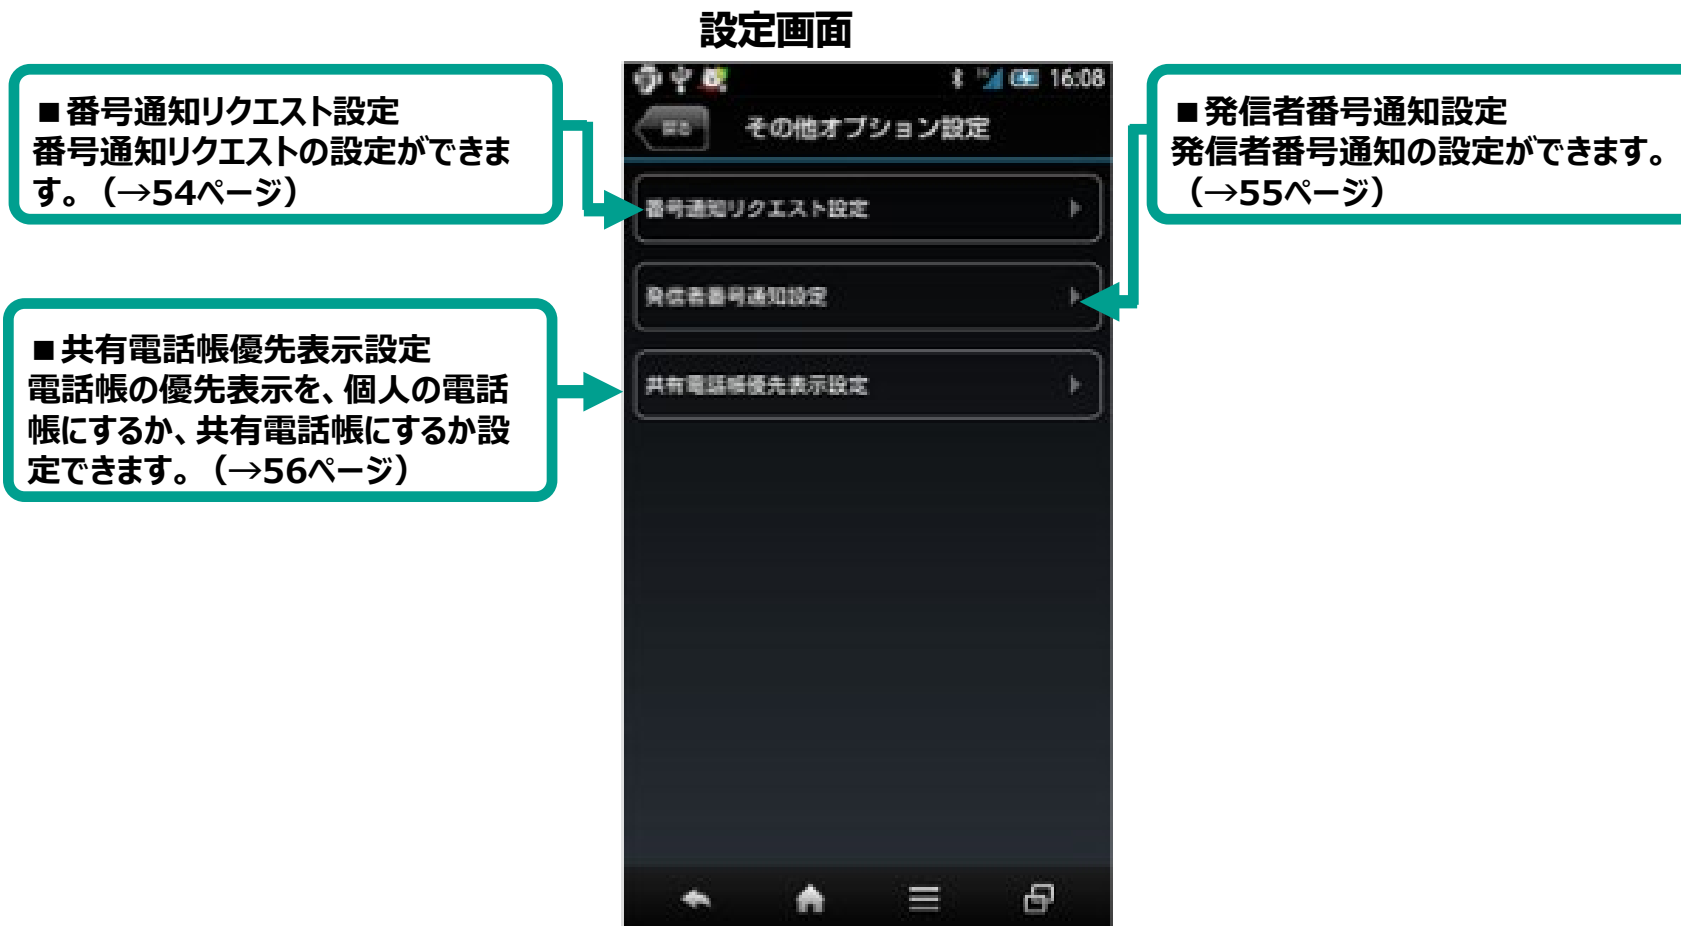 設定画面
■番号通知リクエスト設定
番号通知リクエストの設定ができま
す。（→54ページ）
■共有電話帳優先表示設定
電話帳の優先表示を、個人の電話
帳にするか、共有電話帳にするか設
定できます。（→56ページ）
16:08
戻る
その他オプション設定
番号通知リクエスト設定
発信者番号通知設定
共有電話帳優先表示設定
■発信者番号通知設定
発信者番号通知の設定ができます。
（→55ページ）